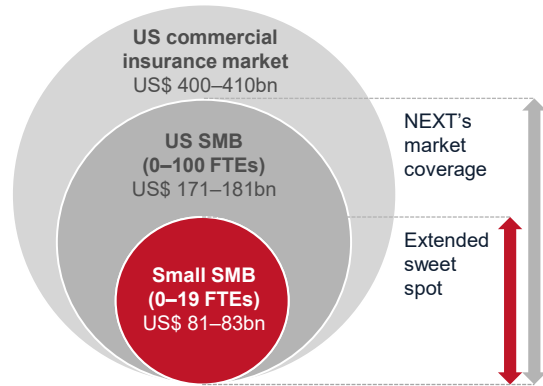 US commercial
insurance market
US$ 400–410bn
NEXT's
market
coverage
US SMB
(0–100 FTEs)
US$ 171–181bn
Extended
sweet
spot
Small SMB
(0–19 FTEs)
US$ 81–83bn